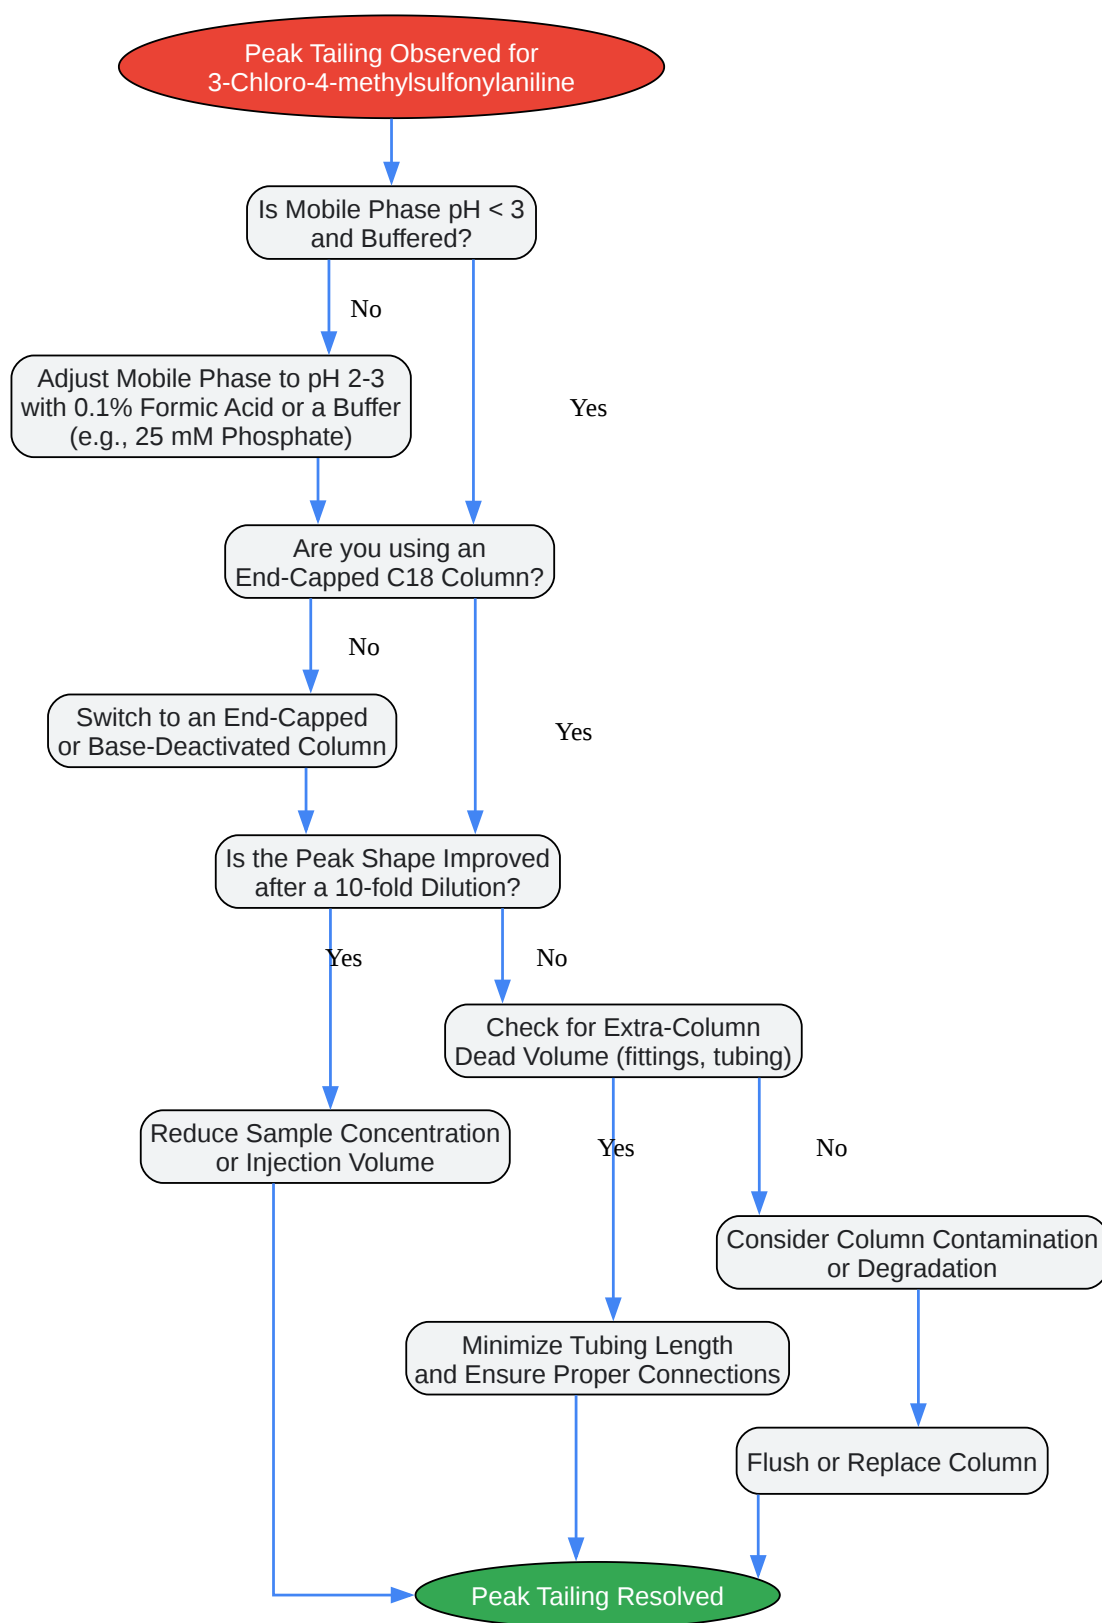 Peak Tailing Observed for
3-Chloro-4-methylsulfonylaniline
Is Mobile Phase pH < 3
and Buffered?
No
Adjust Mobile Phase to pH 2-3
with 0.1% Formic Acid or a Buffer
(e.g., 25 mM Phosphate)
Yes
Are you using an
End-Capped C18 Column?
No
Switch to an End-Capped
or Base-Deactivated Column
Yes
Is the Peak Shape Improved
after a 10-fold Dilution?
Yes
No
Check for Extra-Column
Dead Volume (fittings, tubing)
Reduce Sample Concentration
or Injection Volume
Yes
No
Consider Column Contamination
or Degradation
Minimize Tubing Length
and Ensure Proper Connections
Flush or Replace Column
Peak Tailing Resolved